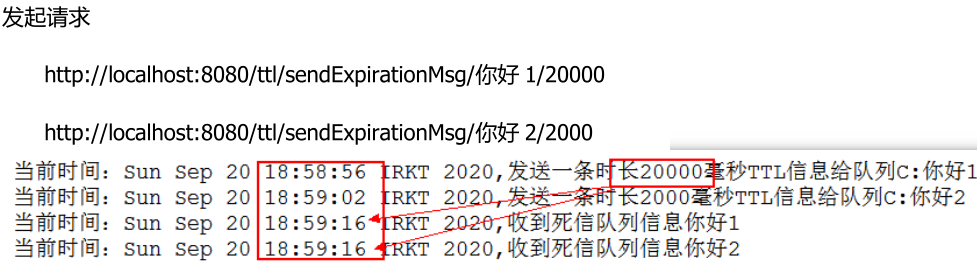 发起请求
http://localhost:8080/ttl/sendExpirationMsg/你好 1/20000
http://localhost:8080/ttl/sendExpirationMsg/你好 2/2000
当前时间：Sun Sep 20 18:58:56 IRKT 2020,发送一条时长20000毫秒TTL信息给队列C:你好1
当前时间：Sun Sep 20 18:59:02 IRKT 2020,发送一条时长2000毫秒TTL信息给队列C:你好2
当前时间：Sun Sep 20 18:59:16 IRKT 2020,收到死信队列信息你好1
当前时间：Sun Sep 20 18:59:16 IRKT 2020,收到死信队列信息你好2